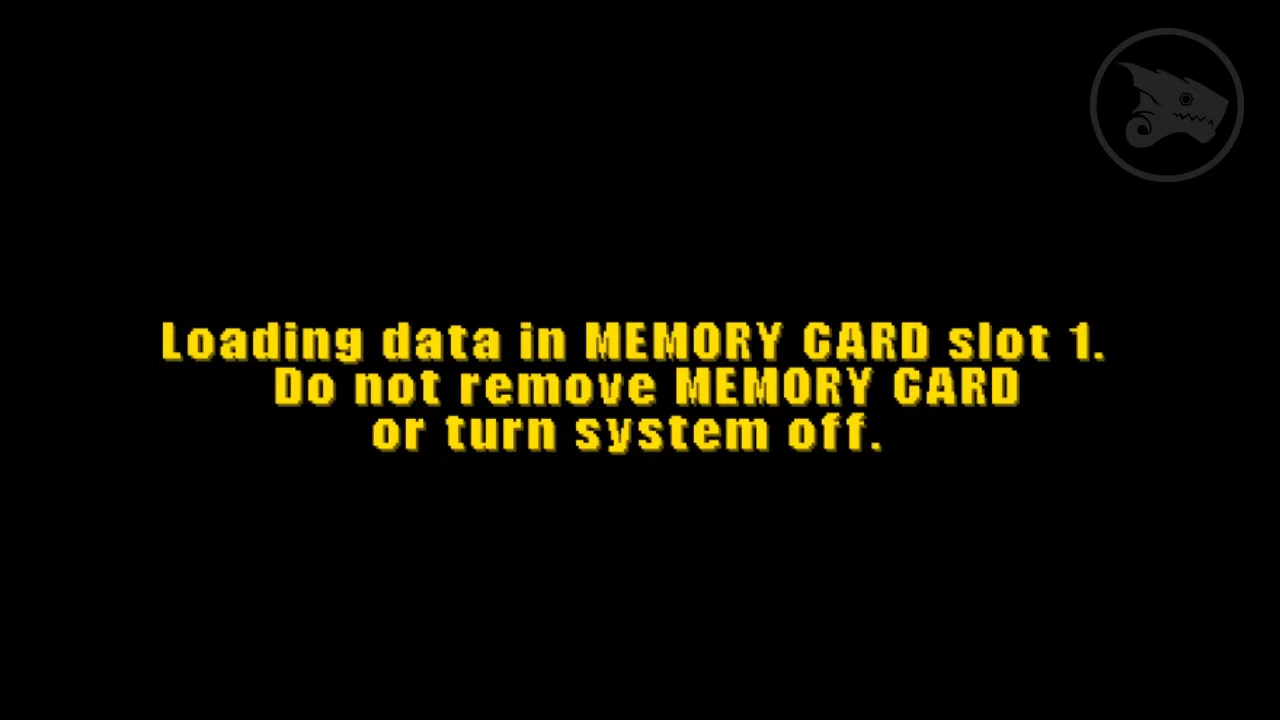 Loading data in MEMORY CARD slot 1.
Do not remove MEMORY CARD
or turn system off.